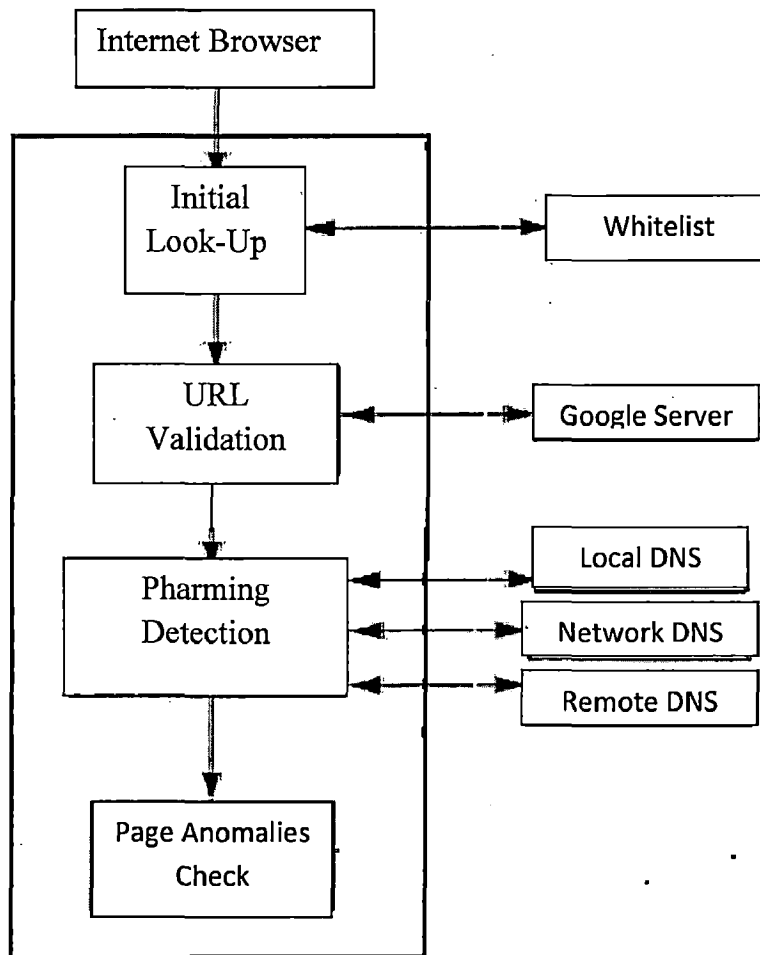 Internet Browser
Initial
Look-Up
Whitelist
URL
Validation
Google Server
Pharming
Detection
Local DNS
Network DNS
Remote DNS
Page Anomalies
Check